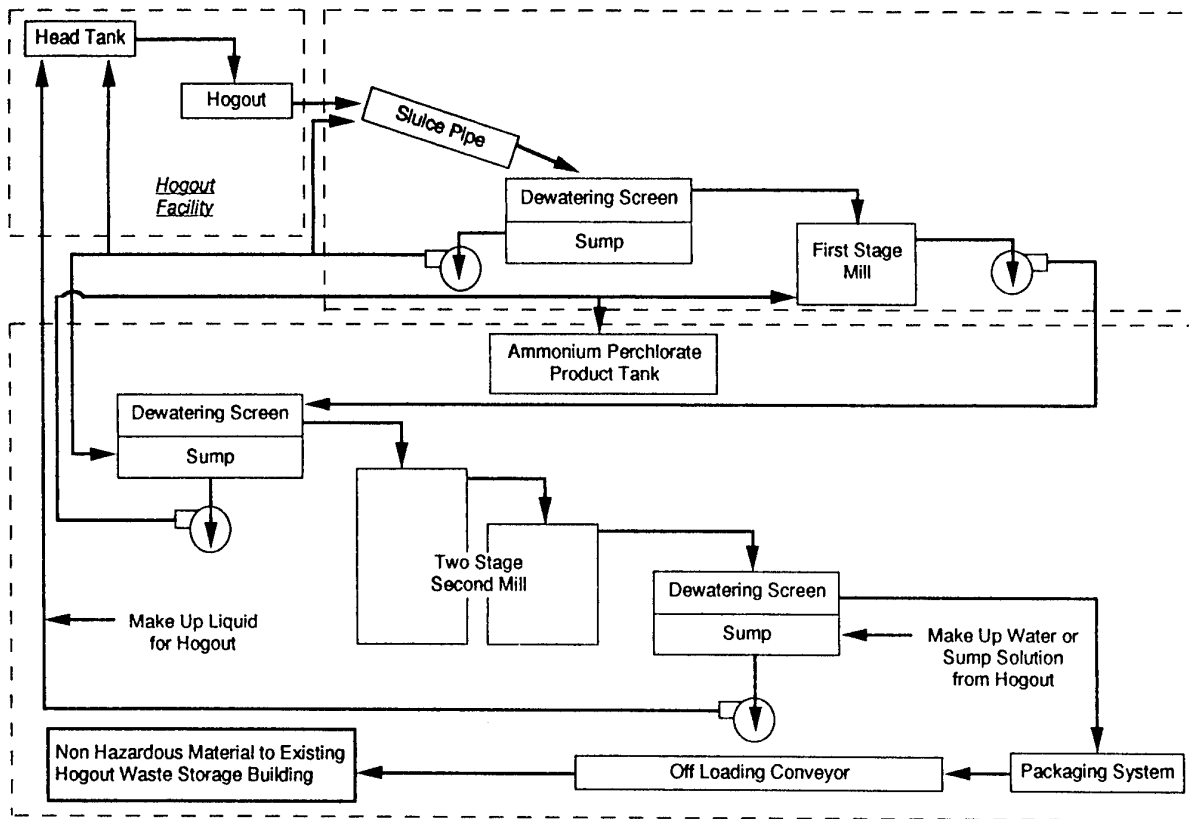 Head Tank
Hogout
Hogout
Facility
Sluice Pipe
Dewatering Screen
Sump
First Stage
Mill
Ammonium Perchlorate
Product Tank
Dewatering Screen
Sump
Two Stage
Second Mill
Dewatering Screen
Sump
Make Up Liquid
for Hogout
Make Up Water or
Sump Solution
from Hogout
Non Hazardous Material to Existing
Hogout Waste Storage Building
Off Loading Conveyor
Packaging System